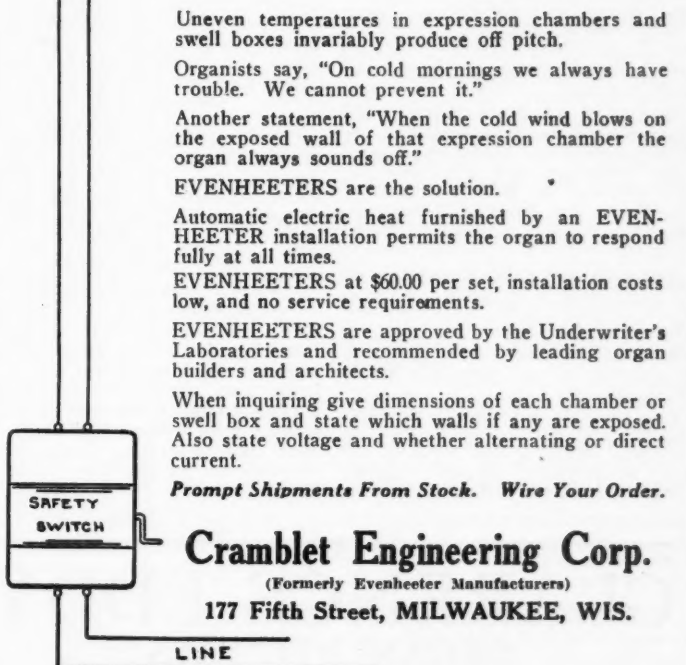 Uneven temperatures in expression chambers and
swell boxes invariably produce off pitch.
Organists say, “On cold mornings we always have
trouble. We cannot prevent it.”
Another statement, “When the cold wind blows on
the exposed wall of that expression chamber the
organ always sounds off.”
EVENHEETERS are the solution.
Automatic electric heat furnished by an EVEN-
HEETER installation permits the organ to respond
fully at all times.
EVENHEETERS at $60.00 per set, installation costs
low, and no service requirements.
EVENHEETERS are approved by the Underwriter's
Laboratories and recommended by leading organ
builders and architects.
When inquiring give dimensions of each chamber or
swell box and state which walls if any are exposed.
Also state voltage and whether alternating or direct
current.
Prompt Shipments From Stock. Wire Your Order.
SAFETY
SWITCH
Cramblet Engineering Corp.
(Formerly Evenheeter Manufacturers)
177 Fifth Street, MILWAUKEE, WIS.
LINE